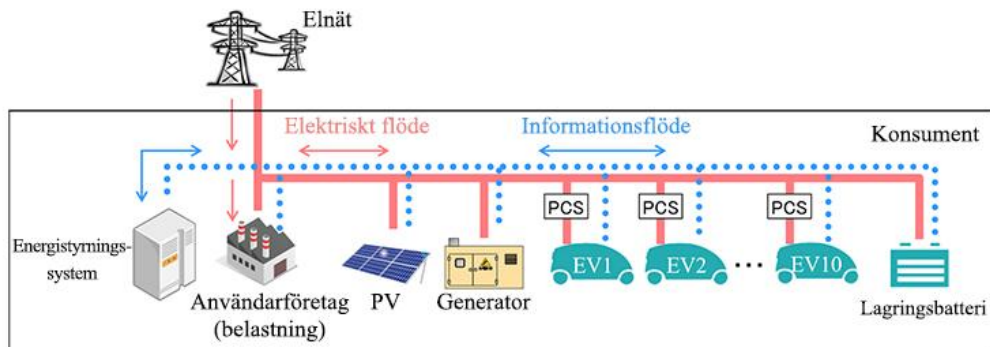 Elnät
Elektriskt flöde
Informationsflöde
Konsument
PCS
PCS
PCS
Energistyrnings-
system
EV1
EV2
...
EV10
Användarföretag
(belastning)
PV
Generator
Lagringsbatteri